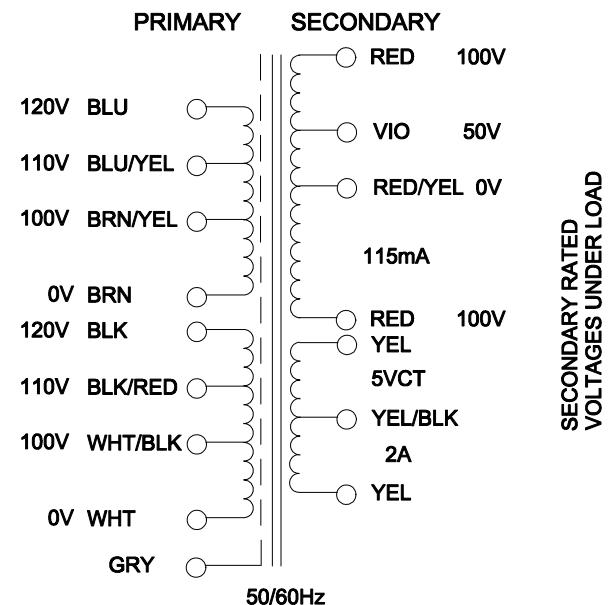 PRIMARY
120V BLU
110V BLU/YEL
100V BRN/YEL
0V BRN
120V BLK
110V BLK/RED
100V WHT/BLK
0V WHT
GRY
SECONDARY
RED 100V
VIO 50V
RED/YEL 0V
115mA
RED 100V
YEL
5VCT
YEL/BLK
2A
YEL
SECONDARY RATED
VOLTAGES UNDER LOAD
50/60Hz